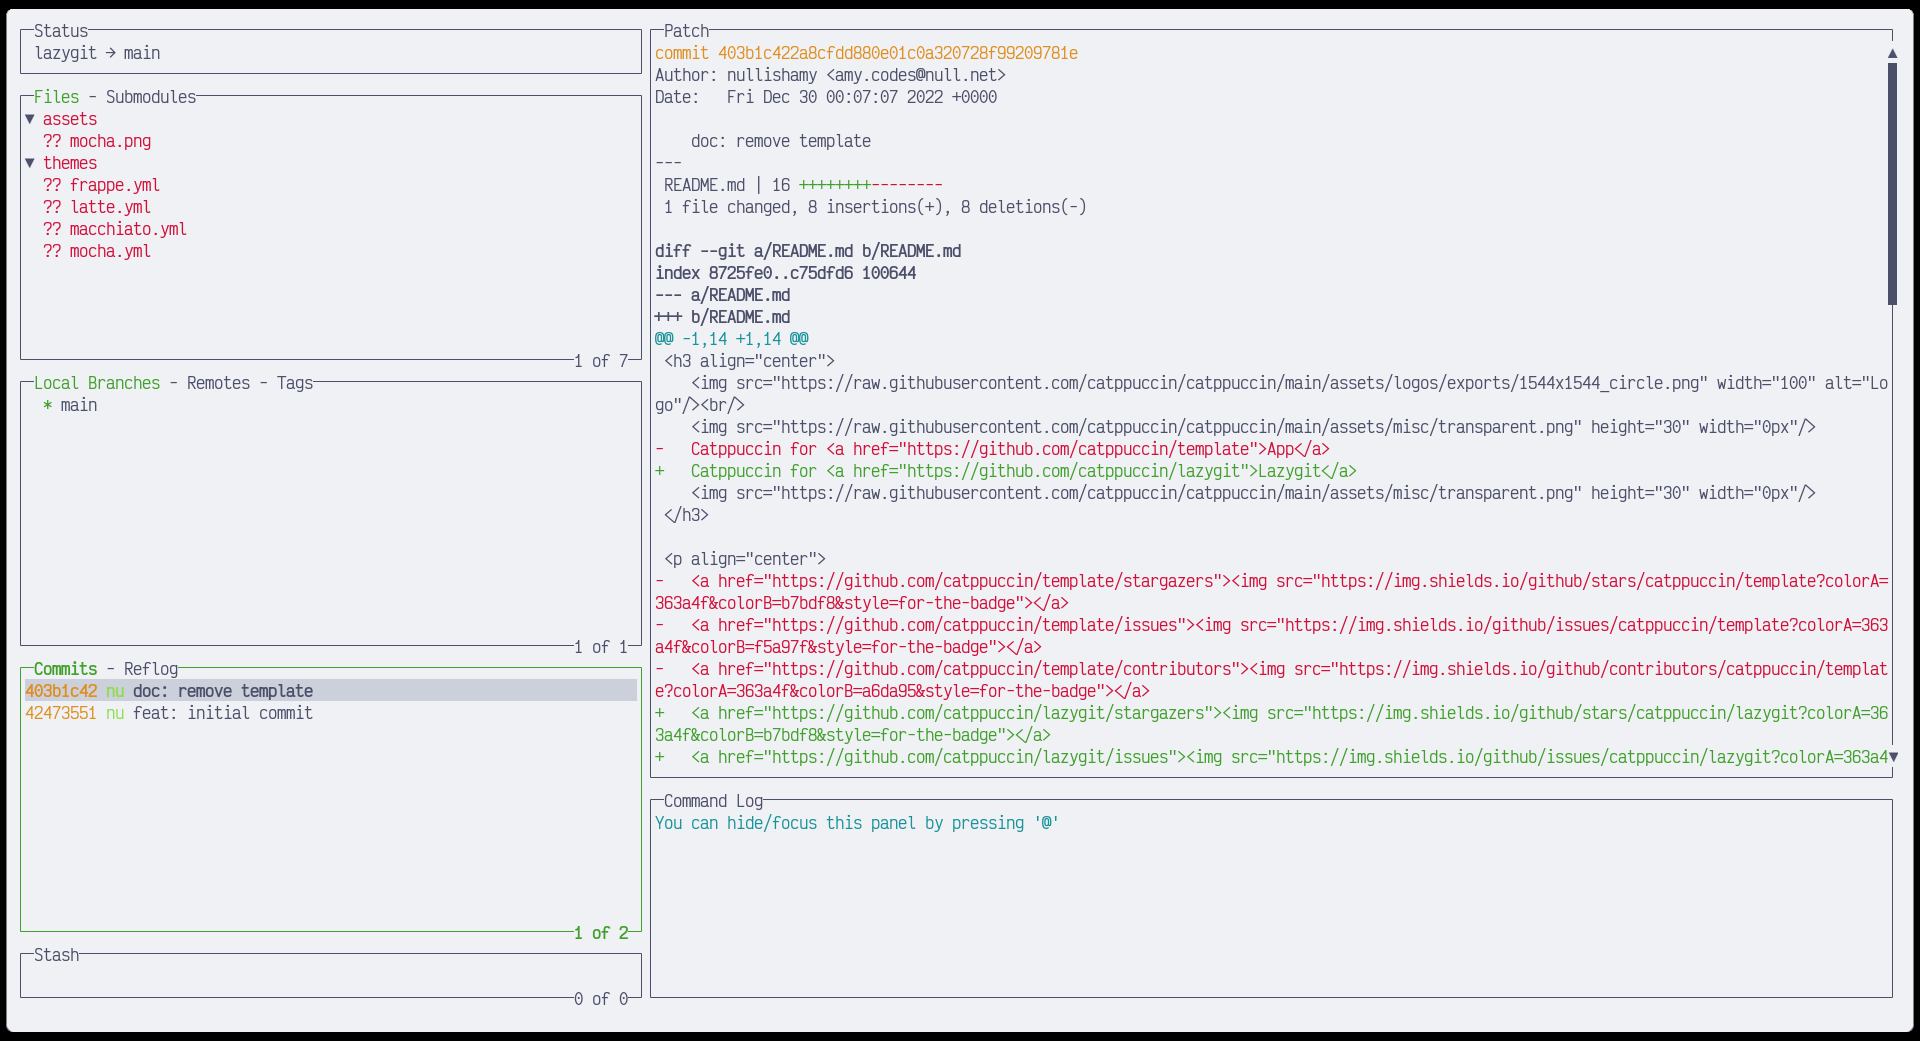 Status
lazygit → main
Files - Submodules
▼ assets
?? mocha.png
▼ themes
?? frappe.yml
?? latte.yml
?? macchiato.yml
?? mocha.yml
1 of 7
Local Branches - Remotes - Tags
* main
1 of 1
Commits - Reflog
403b1c42 nu doc: remove template
42473551 nu feat: initial commit
1 of 2
Stash
0 of 0
Patch
commit 403b1c422a8cfdd880e01c0a320728f99209781e
Author: nullishamy <amy.codes@null.net>
Date:   Fri Dec 30 00:07:07 2022 +0000
    doc: remove template
---
 README.md | 16 ++++++++--------
 1 file changed, 8 insertions(+), 8 deletions(-)
diff --git a/README.md b/README.md
index 8725fe0..c75dfd6 100644
--- a/README.md
+++ b/README.md
@@ -1,14 +1,14 @@
 <h3 align="center">
    <img src="https://raw.githubusercontent.com/catppuccin/catppuccin/main/assets/logos/exports/1544x1544_circle.png" width="100" alt="Lo
go"/><br/>
    <img src="https://raw.githubusercontent.com/catppuccin/catppuccin/main/assets/misc/transparent.png" height="30" width="0px"/>
-   Catppuccin for <a href="https://github.com/catppuccin/template">App</a>
+   Catppuccin for <a href="https://github.com/catppuccin/lazygit">Lazygit</a>
    <img src="https://raw.githubusercontent.com/catppuccin/catppuccin/main/assets/misc/transparent.png" height="30" width="0px"/>
 </h3>
 <p align="center">
-   <a href="https://github.com/catppuccin/template/stargazers"><img src="https://img.shields.io/github/stars/catppuccin/template?colorA=
363a4f&colorB=b7bdf8&style=for-the-badge"></a>
-   <a href="https://github.com/catppuccin/template/issues"><img src="https://img.shields.io/github/issues/catppuccin/template?colorA=363
a4f&colorB=f5a97f&style=for-the-badge"></a>
-   <a href="https://github.com/catppuccin/template/contributors"><img src="https://img.shields.io/github/contributors/catppuccin/templat
e?colorA=363a4f&colorB=a6da95&style=for-the-badge"></a>
+   <a href="https://github.com/catppuccin/lazygit/stargazers"><img src="https://img.shields.io/github/stars/catppuccin/lazygit?colorA=36
3a4f&colorB=b7bdf8&style=for-the-badge"></a>
+   <a href="https://github.com/catppuccin/lazygit/issues"><img src="https://img.shields.io/github/issues/catppuccin/lazygit?colorA=363a4
Command Log
You can hide/focus this panel by pressing '@'